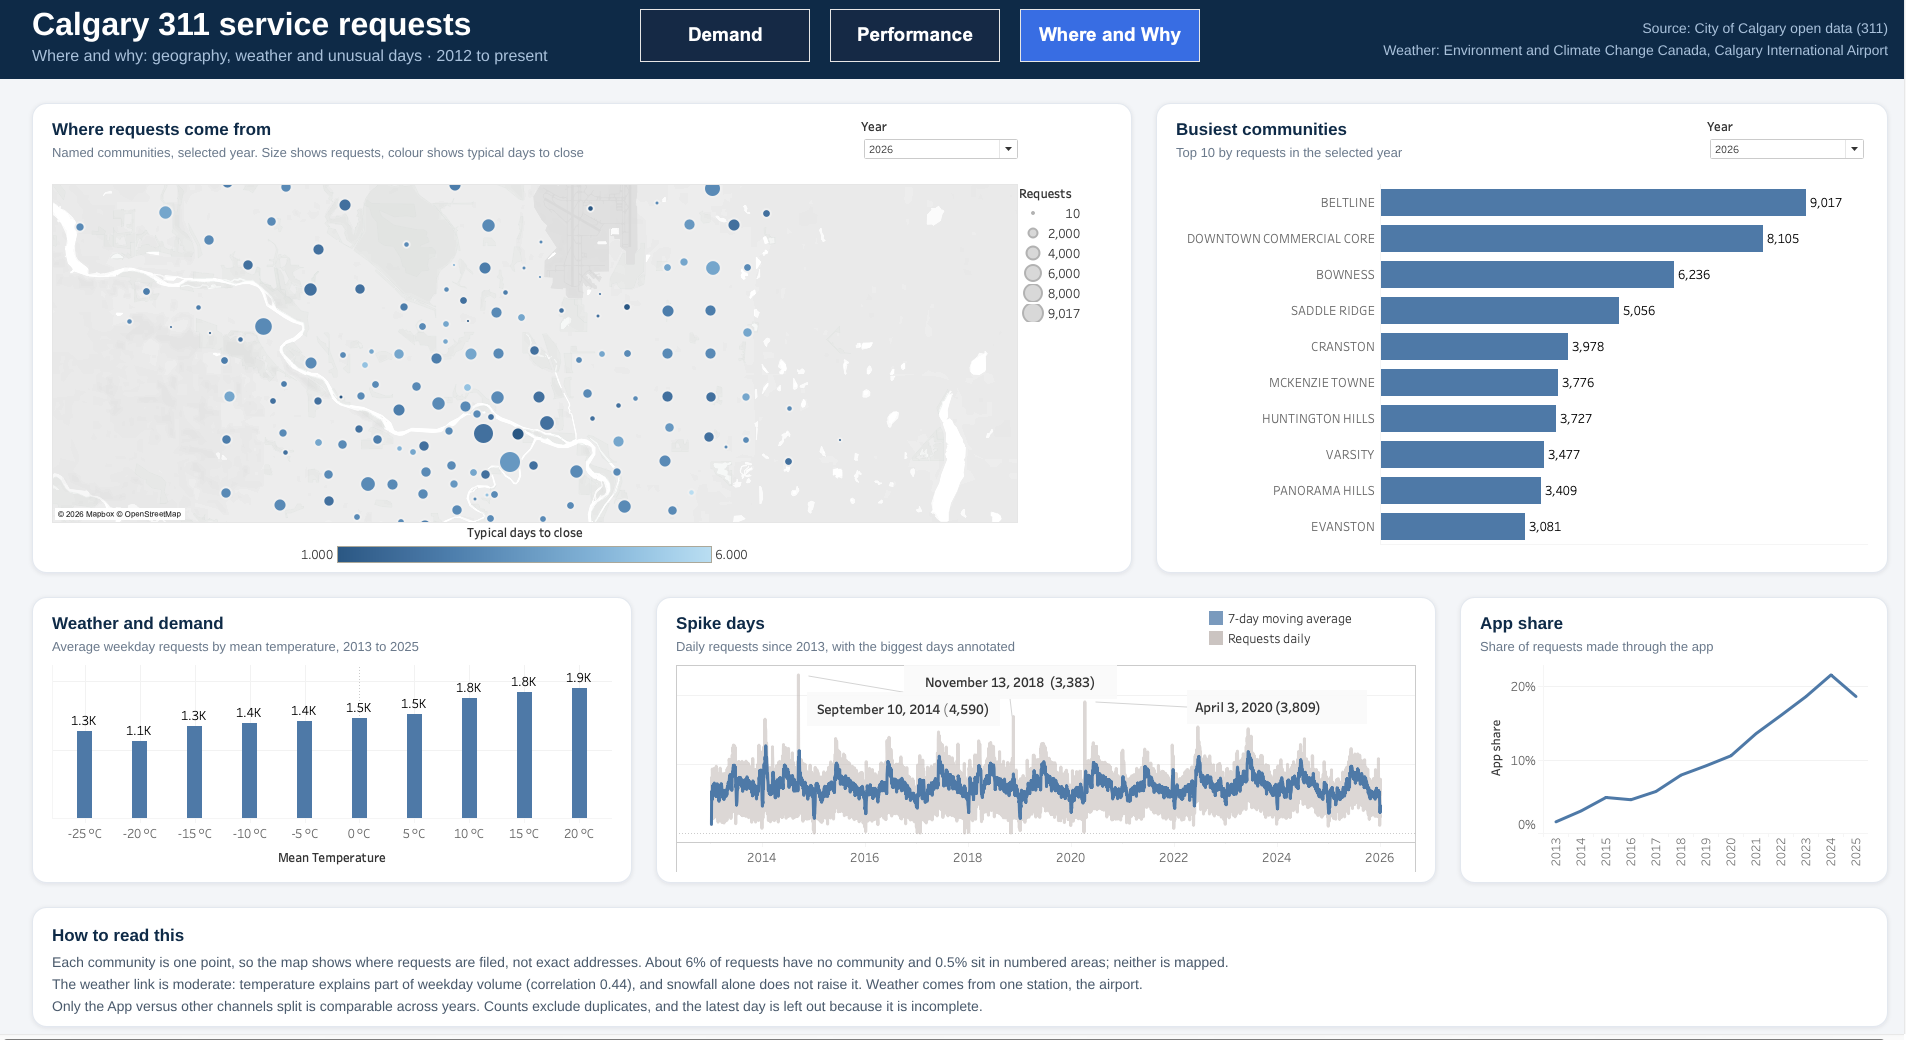 Calgary 311 service requests
Where and why: geography, weather and unusual days · 2012 to present
Demand
Performance
Where and Why
Source: City of Calgary open data (311)
Weather: Environment and Climate Change Canada, Calgary International Airport
Where requests come from
Named communities, selected year. Size shows requests, colour shows typical days to close
Year
2026
Requests
10
2,000
4,000
6,000
8,000
9,017
© 2026 Mapbox © OpenStreetMap
Typical days to close
1.000
6.000
Busiest communities
Top 10 by requests in the selected year
Year
2026
BELTLINE 9,017
DOWNTOWN COMMERCIAL CORE 8,105
BOWNESS 6,236
SADDLE RIDGE 5,056
CRANSTON 3,978
MCKENZIE TOWNE 3,776
HUNTINGTON HILLS 3,727
VARSITY 3,477
PANORAMA HILLS 3,409
EVANSTON 3,081
Weather and demand
Average weekday requests by mean temperature, 2013 to 2025
1.3K 1.1K 1.3K 1.4K 1.4K 1.5K 1.5K 1.8K 1.8K 1.9K
-25 ºC -20 ºC -15 ºC -10 ºC -5 ºC 0 ºC 5 ºC 10 ºC 15 ºC 20 ºC
Mean Temperature
Spike days
Daily requests since 2013, with the biggest days annotated
7-day moving average
Requests daily
November 13, 2018 (3,383)
September 10, 2014 (4,590)
April 3, 2020 (3,809)
2014 2016 2018 2020 2022 2024 2026
App share
Share of requests made through the app
App share
20%
10%
0%
2013 2014 2015 2016 2017 2018 2019 2020 2021 2022 2023 2024 2025
How to read this
Each community is one point, so the map shows where requests are filed, not exact addresses. About 6% of requests have no community and 0.5% sit in numbered areas; neither is mapped.
The weather link is moderate: temperature explains part of weekday volume (correlation 0.44), and snowfall alone does not raise it. Weather comes from one station, the airport.
Only the App versus other channels split is comparable across years. Counts exclude duplicates, and the latest day is left out because it is incomplete.